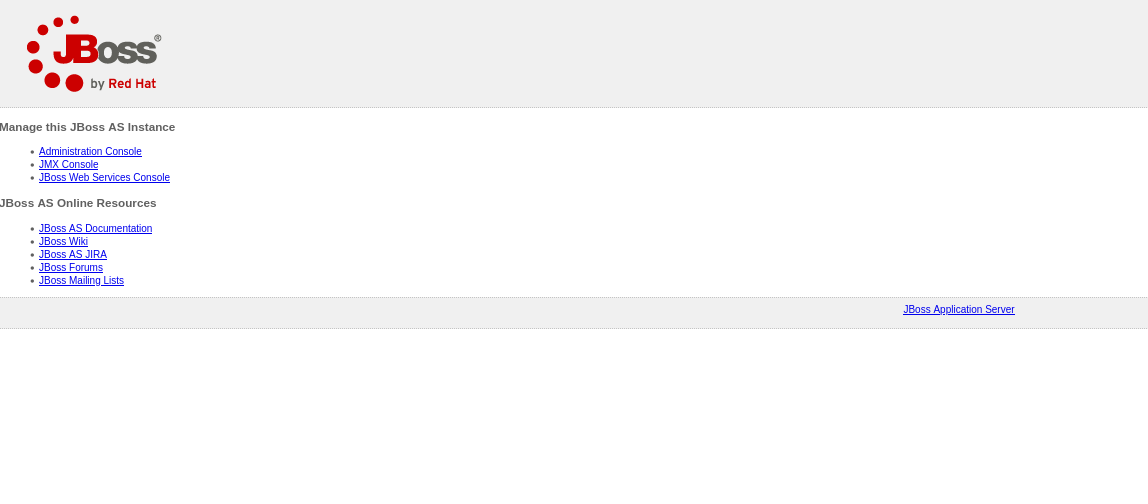 JBoss®
by Red Hat
Manage this JBoss AS Instance
Administration Console
JMX Console
JBoss Web Services Console
JBoss AS Online Resources
JBoss AS Documentation
JBoss Wiki
JBoss AS JIRA
JBoss Forums
JBoss Mailing Lists
JBoss Application Server